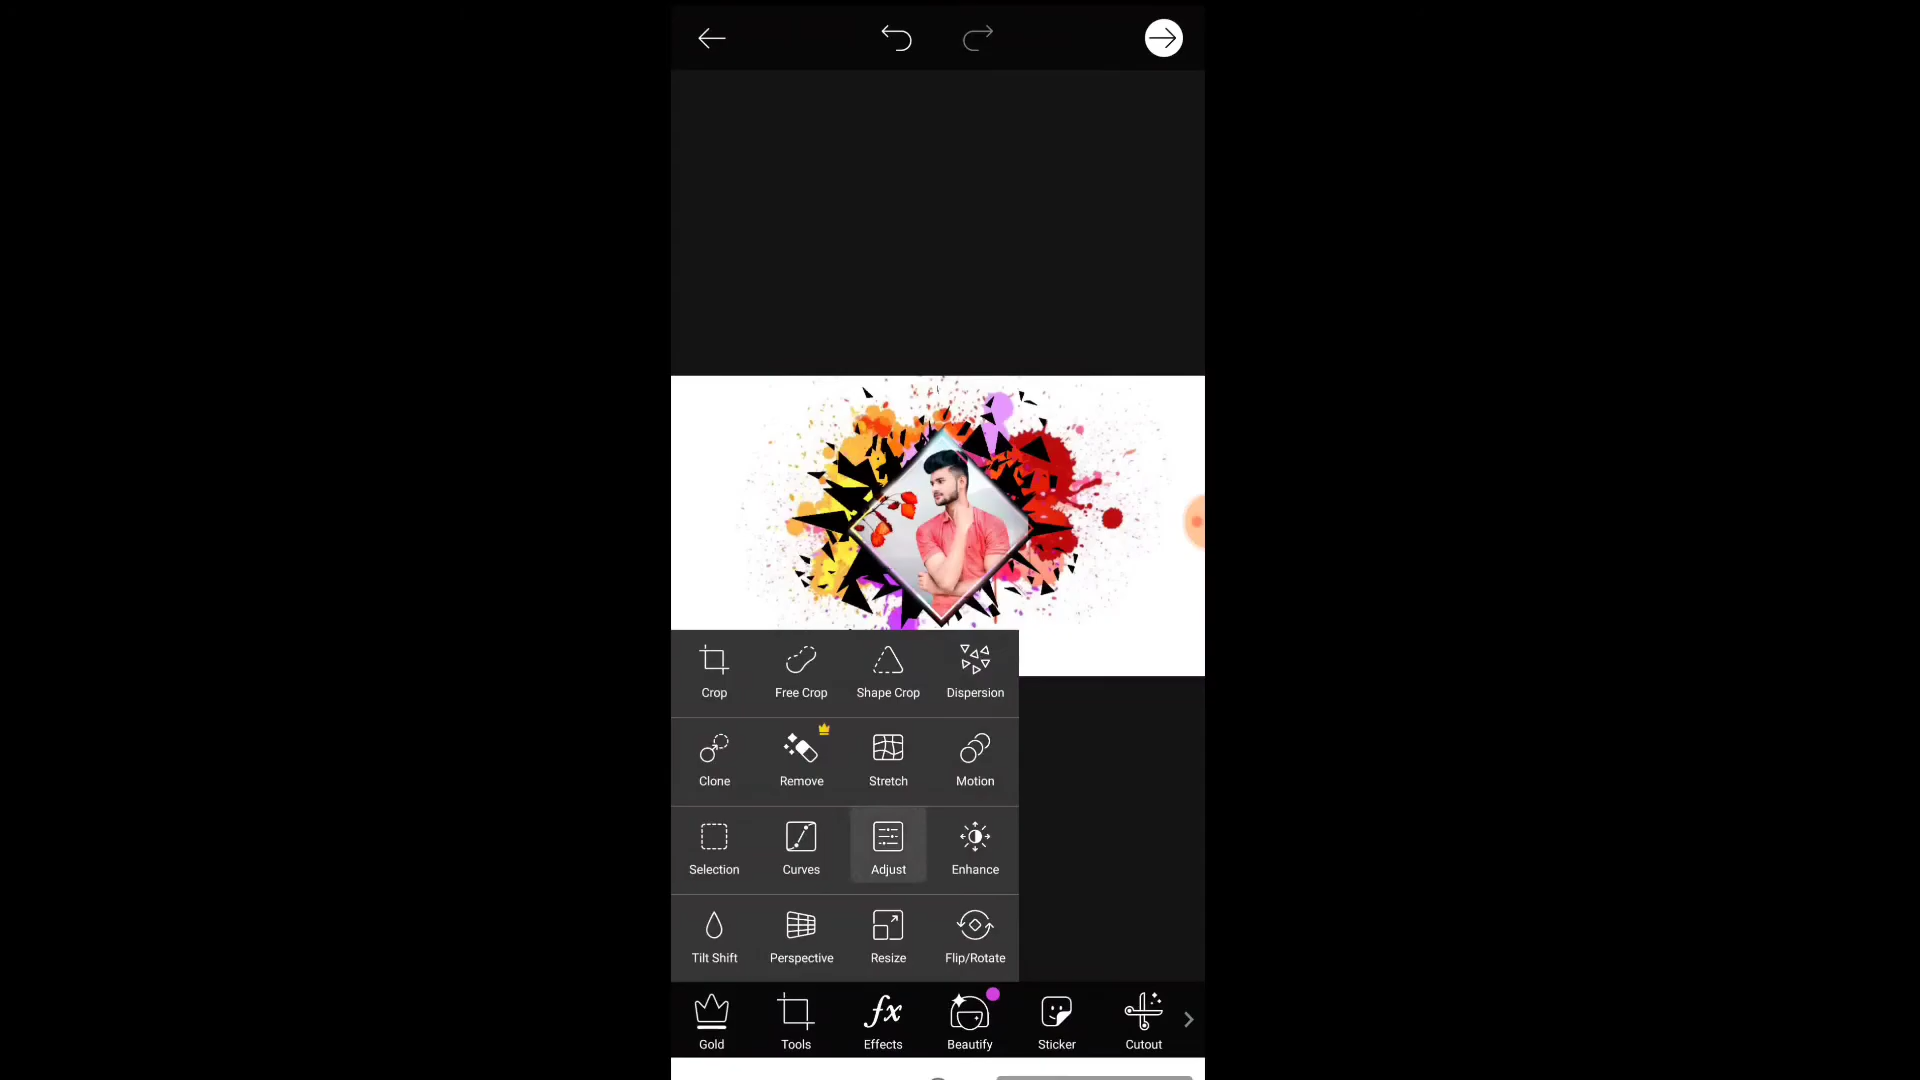 Crop Free Crop Shape Crop Dispersion
Clone Remove Stretch Motion
Selection Curves Adjust Enhance
Tilt Shift Perspective Resize Flip/Rotate
Gold Tools Effects Beautify Sticker Cutout